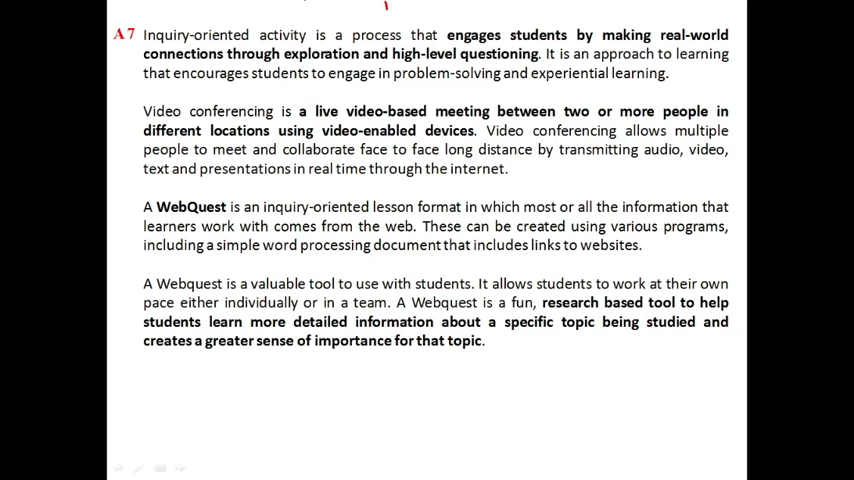 A7 Inquiry-oriented activity is a process that engages students by making real-world
connections through exploration and high-level questioning. It is an approach to learning
that encourages students to engage in problem-solving and experiential learning.
Video conferencing is a live video-based meeting between two or more people in
different locations using video-enabled devices. Video conferencing allows multiple
people to meet and collaborate face to face long distance by transmitting audio, video,
text and presentations in real time through the internet.
A WebQuest is an inquiry-oriented lesson format in which most or all the information that
learners work with comes from the web. These can be created using various programs,
including a simple word processing document that includes links to websites.
A Webquest is a valuable tool to use with students. It allows students to work at their own
pace either individually or in a team. A Webquest is a fun, research based tool to help
students learn more detailed information about a specific topic being studied and
creates a greater sense of importance for that topic.